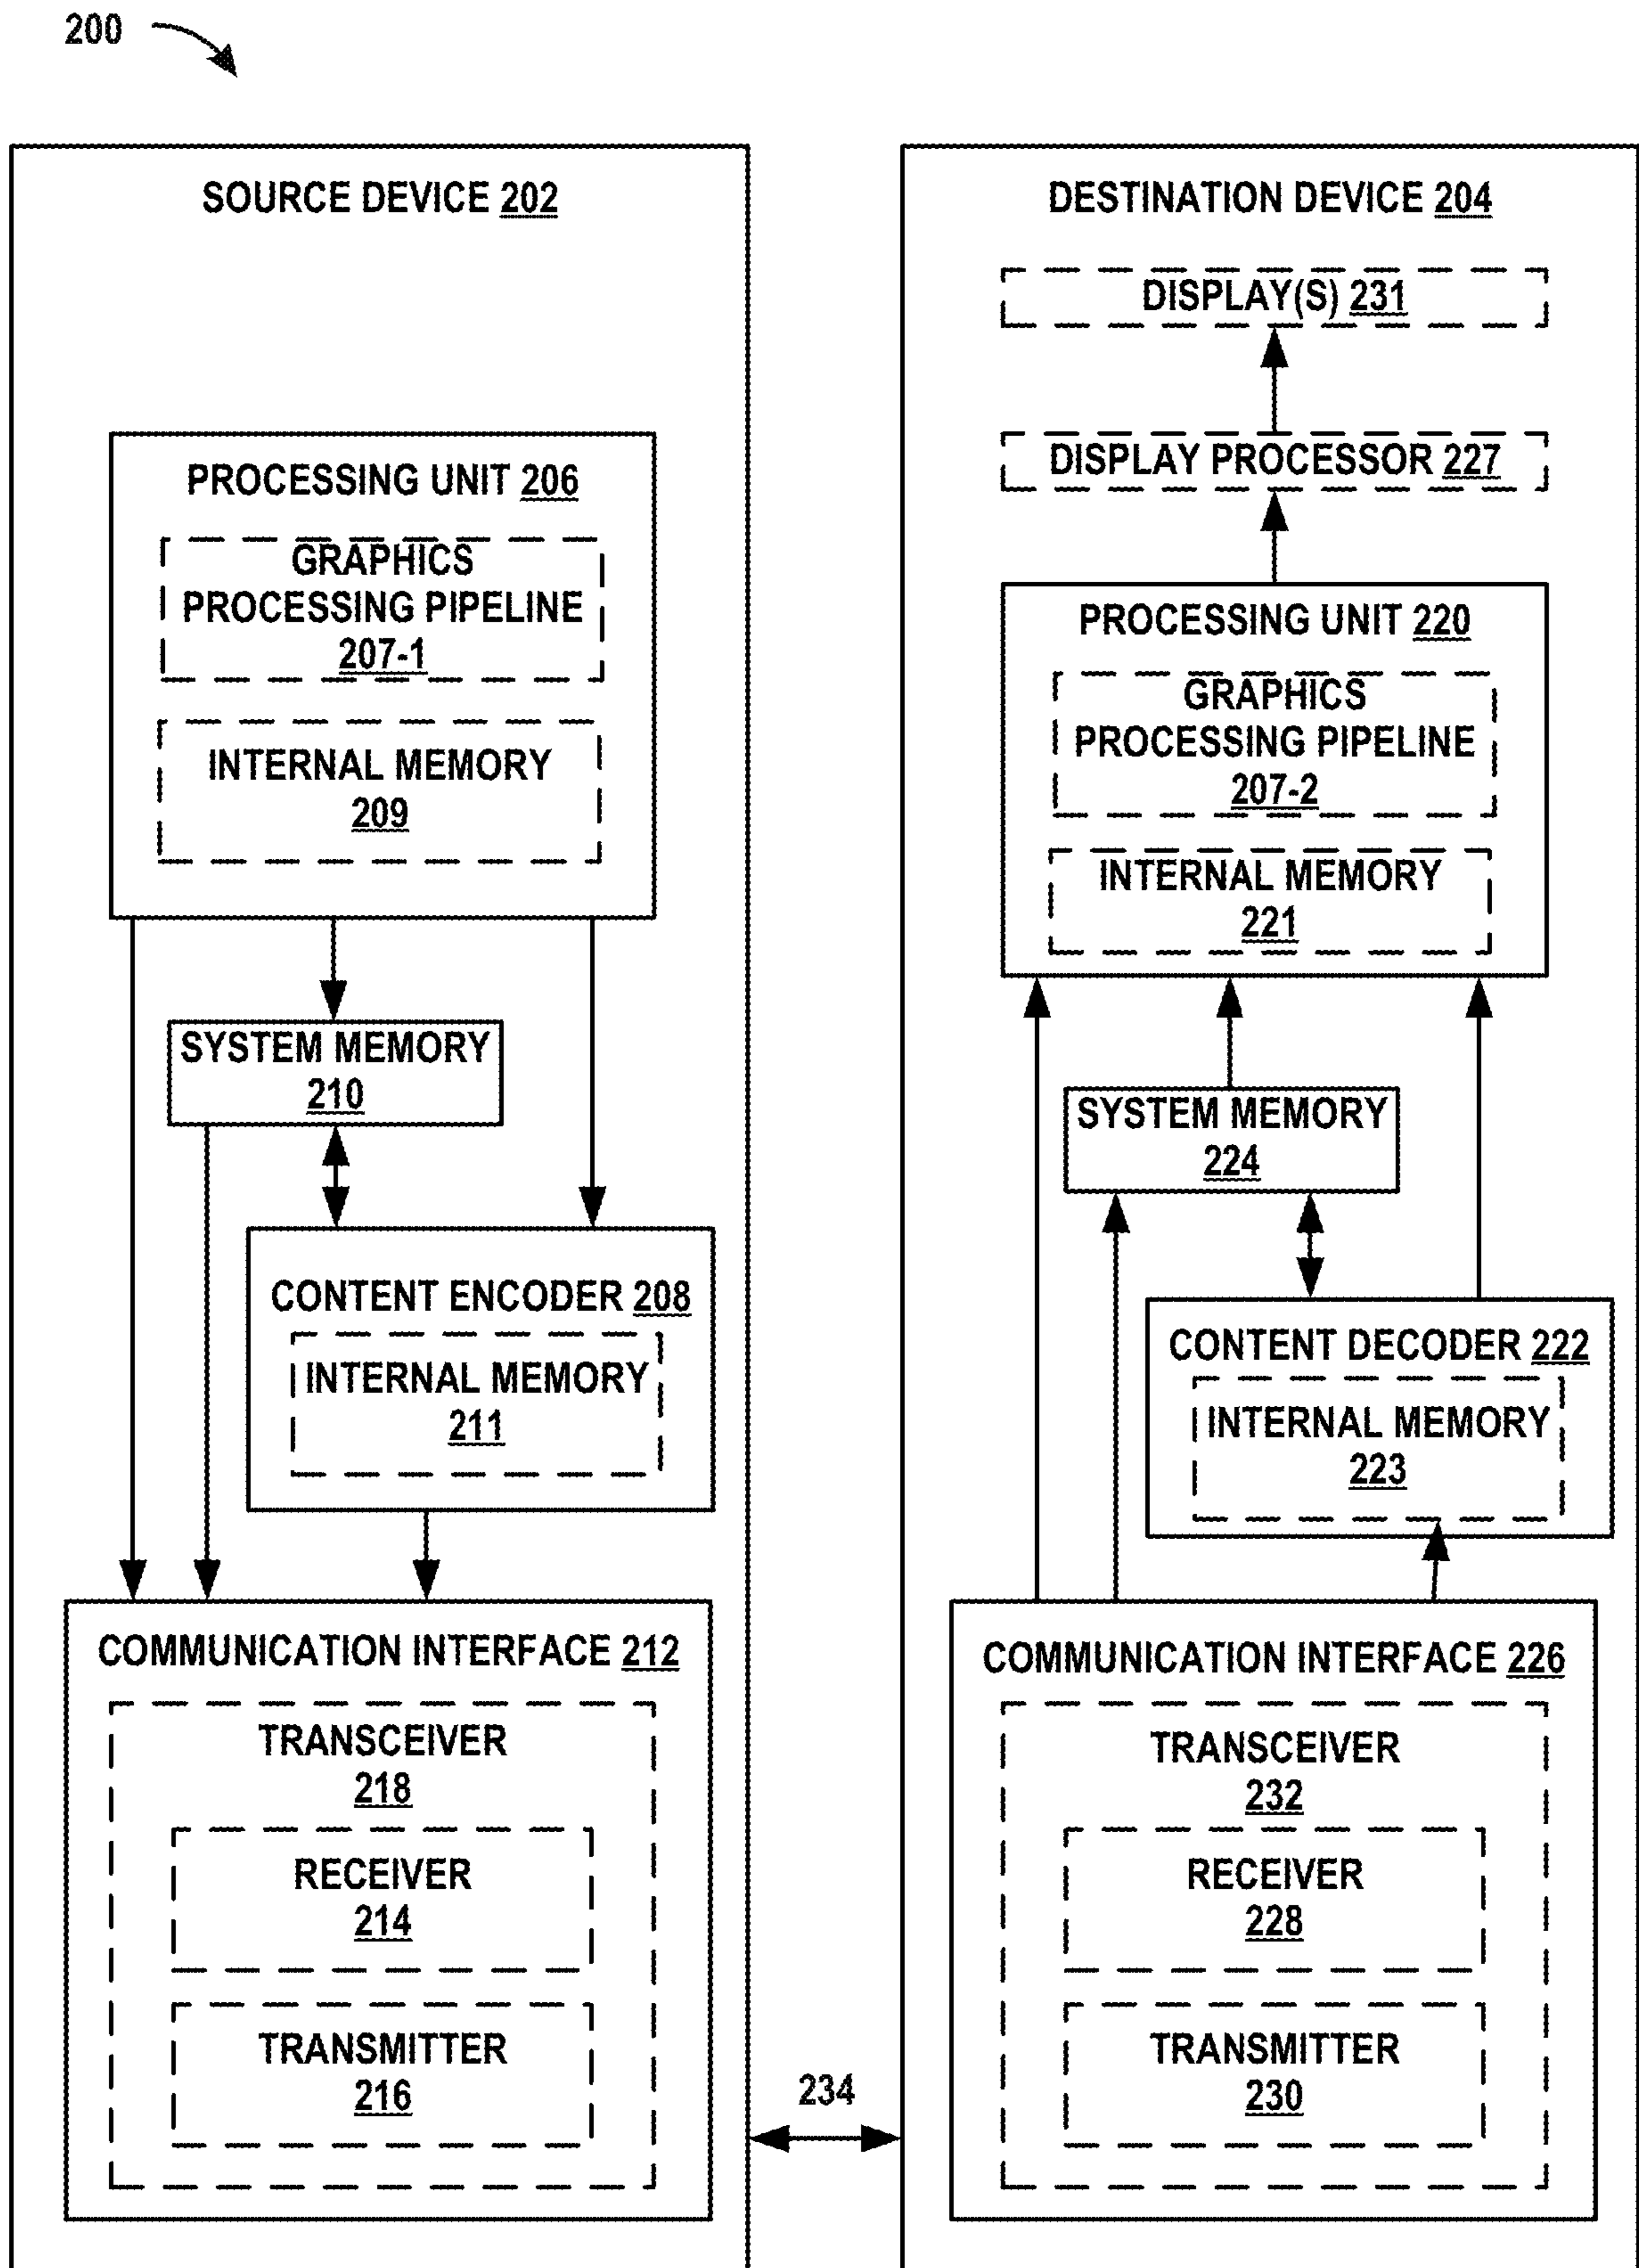 200
SOURCE DEVICE 202
PROCESSING UNIT 206
GRAPHICS
PROCESSING PIPELINE
207-1
INTERNAL MEMORY
209
SYSTEM MEMORY
210
CONTENT ENCODER 208
INTERNAL MEMORY
211
COMMUNICATION INTERFACE 212
TRANSCEIVER
218
RECEIVER
214
TRANSMITTER
216
234
DESTINATION DEVICE 204
DISPLAY(S) 231
DISPLAY PROCESSOR 227
PROCESSING UNIT 220
GRAPHICS
PROCESSING PIPELINE
207-2
INTERNAL MEMORY
221
SYSTEM MEMORY
224
CONTENT DECODER 222
INTERNAL MEMORY
223
COMMUNICATION INTERFACE 226
TRANSCEIVER
232
RECEIVER
228
TRANSMITTER
230